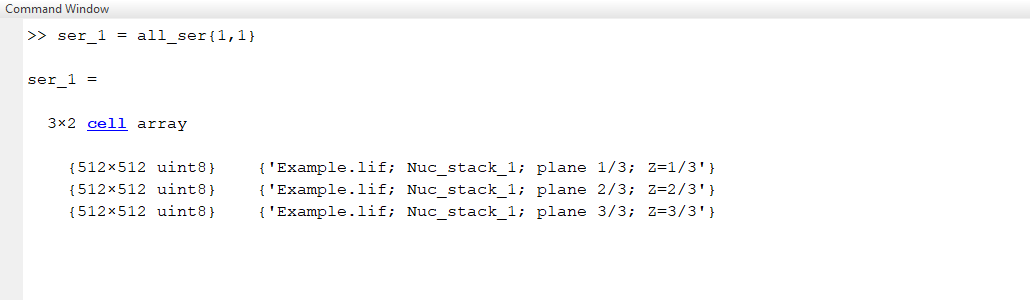 Command Window
>> ser_1 = all_ser{1,1}
ser_1 =
3×2 cell array
{512×512 uint8} {'Example.lif; Nuc_stack_1; plane 1/3; Z=1/3'}
{512×512 uint8} {'Example.lif; Nuc_stack_1; plane 2/3; Z=2/3'}
{512×512 uint8} {'Example.lif; Nuc_stack_1; plane 3/3; Z=3/3'}